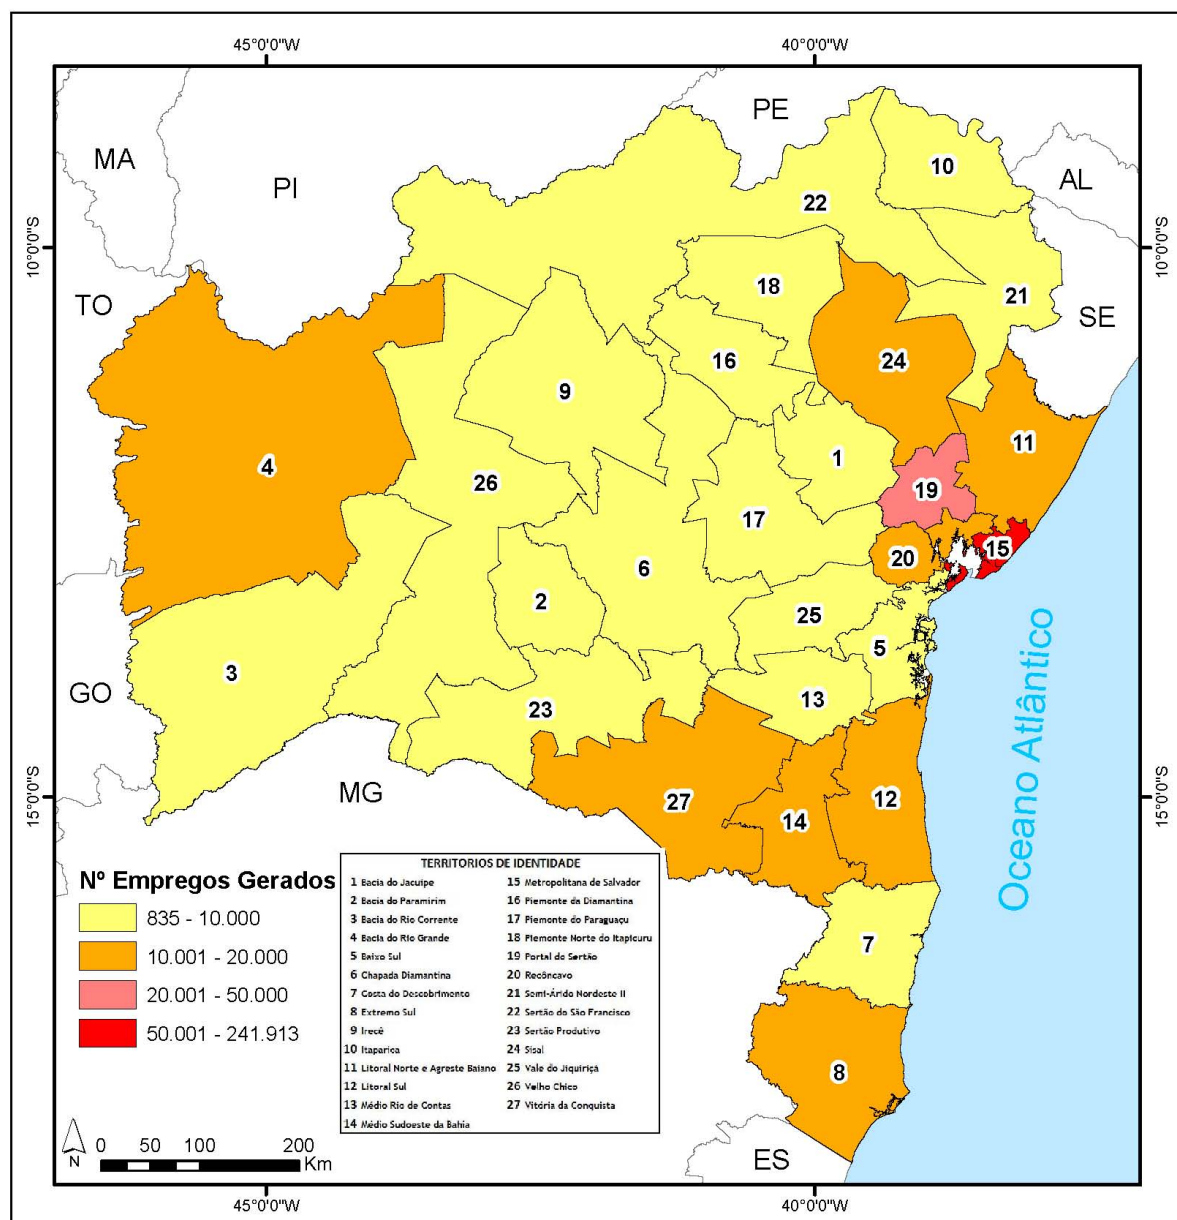 45°0'0"W 40°0'0"W
PE
MA
PI
AL
10
22
10°0'0"S 10°0'0"S
18
21
TO
SE
16
24
9
11
1
4
26
19
17
15
20
6
2
25
5
3
GO
13
23
Oceano Atlântico
MG
15°0'0"S 15°0'0"S
27
12
14
7
8
ES
Nº Empregos Gerados
835 - 10.000
10.001 - 20.000
20.001 - 50.000
50.001 - 241.913
TERRITORIOS DE IDENTIDADE
1 Bacia do Jacuipe
2 Bacia do Paramirim
3 Bacia do Rio Corrente
4 Bacia do Rio Grande
5 Baixo Sul
6 Chapada Diamantina
7 Costa do Descobrimento
8 Extremo Sul
9 Irecê
10 Itaparica
11 Litoral Norte e Agreste Baiano
12 Litoral Sul
13 Médio Rio de Contas
14 Médio Sudoeste da Bahia
15 Metropolitana de Salvador
16 Piemonte da Diamantina
17 Piemonte do Paraguaçu
18 Piemonte Norte do Itapicuru
19 Portal do Sertão
20 Recôncavo
21 Semi-Árido Nordeste II
22 Sertão do São Francisco
23 Sertão Produtivo
24 Sisal
25 Vale do Jiquiriçá
26 Velho Chico
27 Vitória da Conquista
N
0 50 100 200
Km
45°0'0"W 40°0'0"W